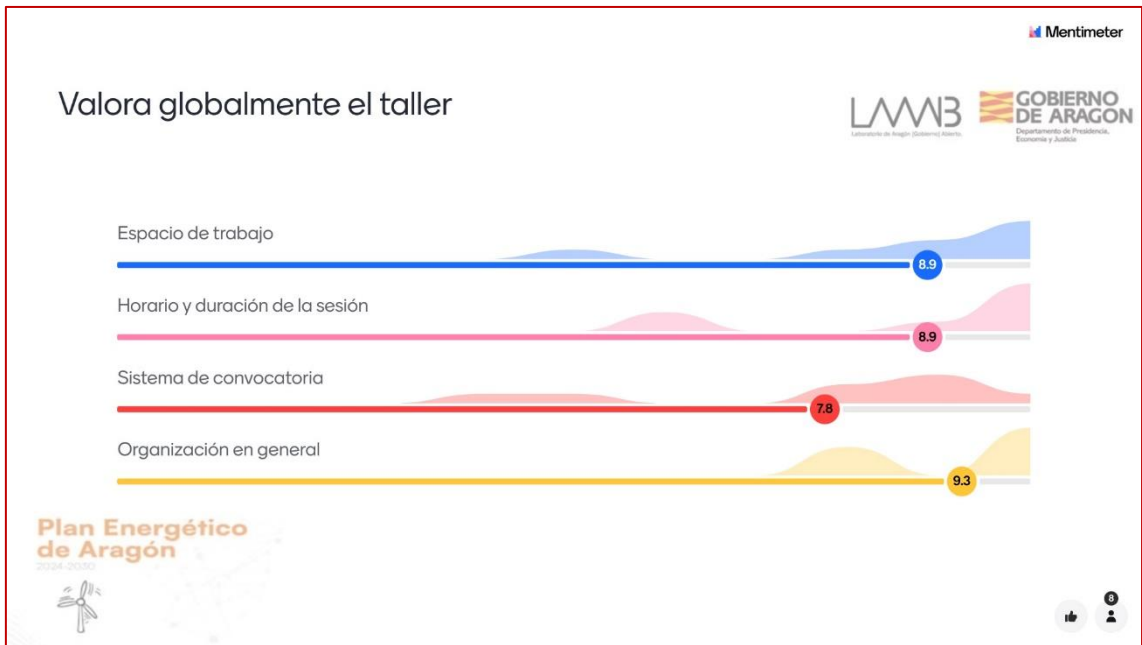 Mentimeter
Valora globalmente el taller
LAAAB
Laboratorio de Aragón [Gobierno] Abierto
GOBIERNO
DE ARAGON
Departamento de Presidencia,
Economía y Justicia
Espacio de trabajo
8.9
Horario y duración de la sesión
8.9
Sistema de convocatoria
7.8
Organización en general
9.3
Plan Energético
de Aragón
2024-2030
8